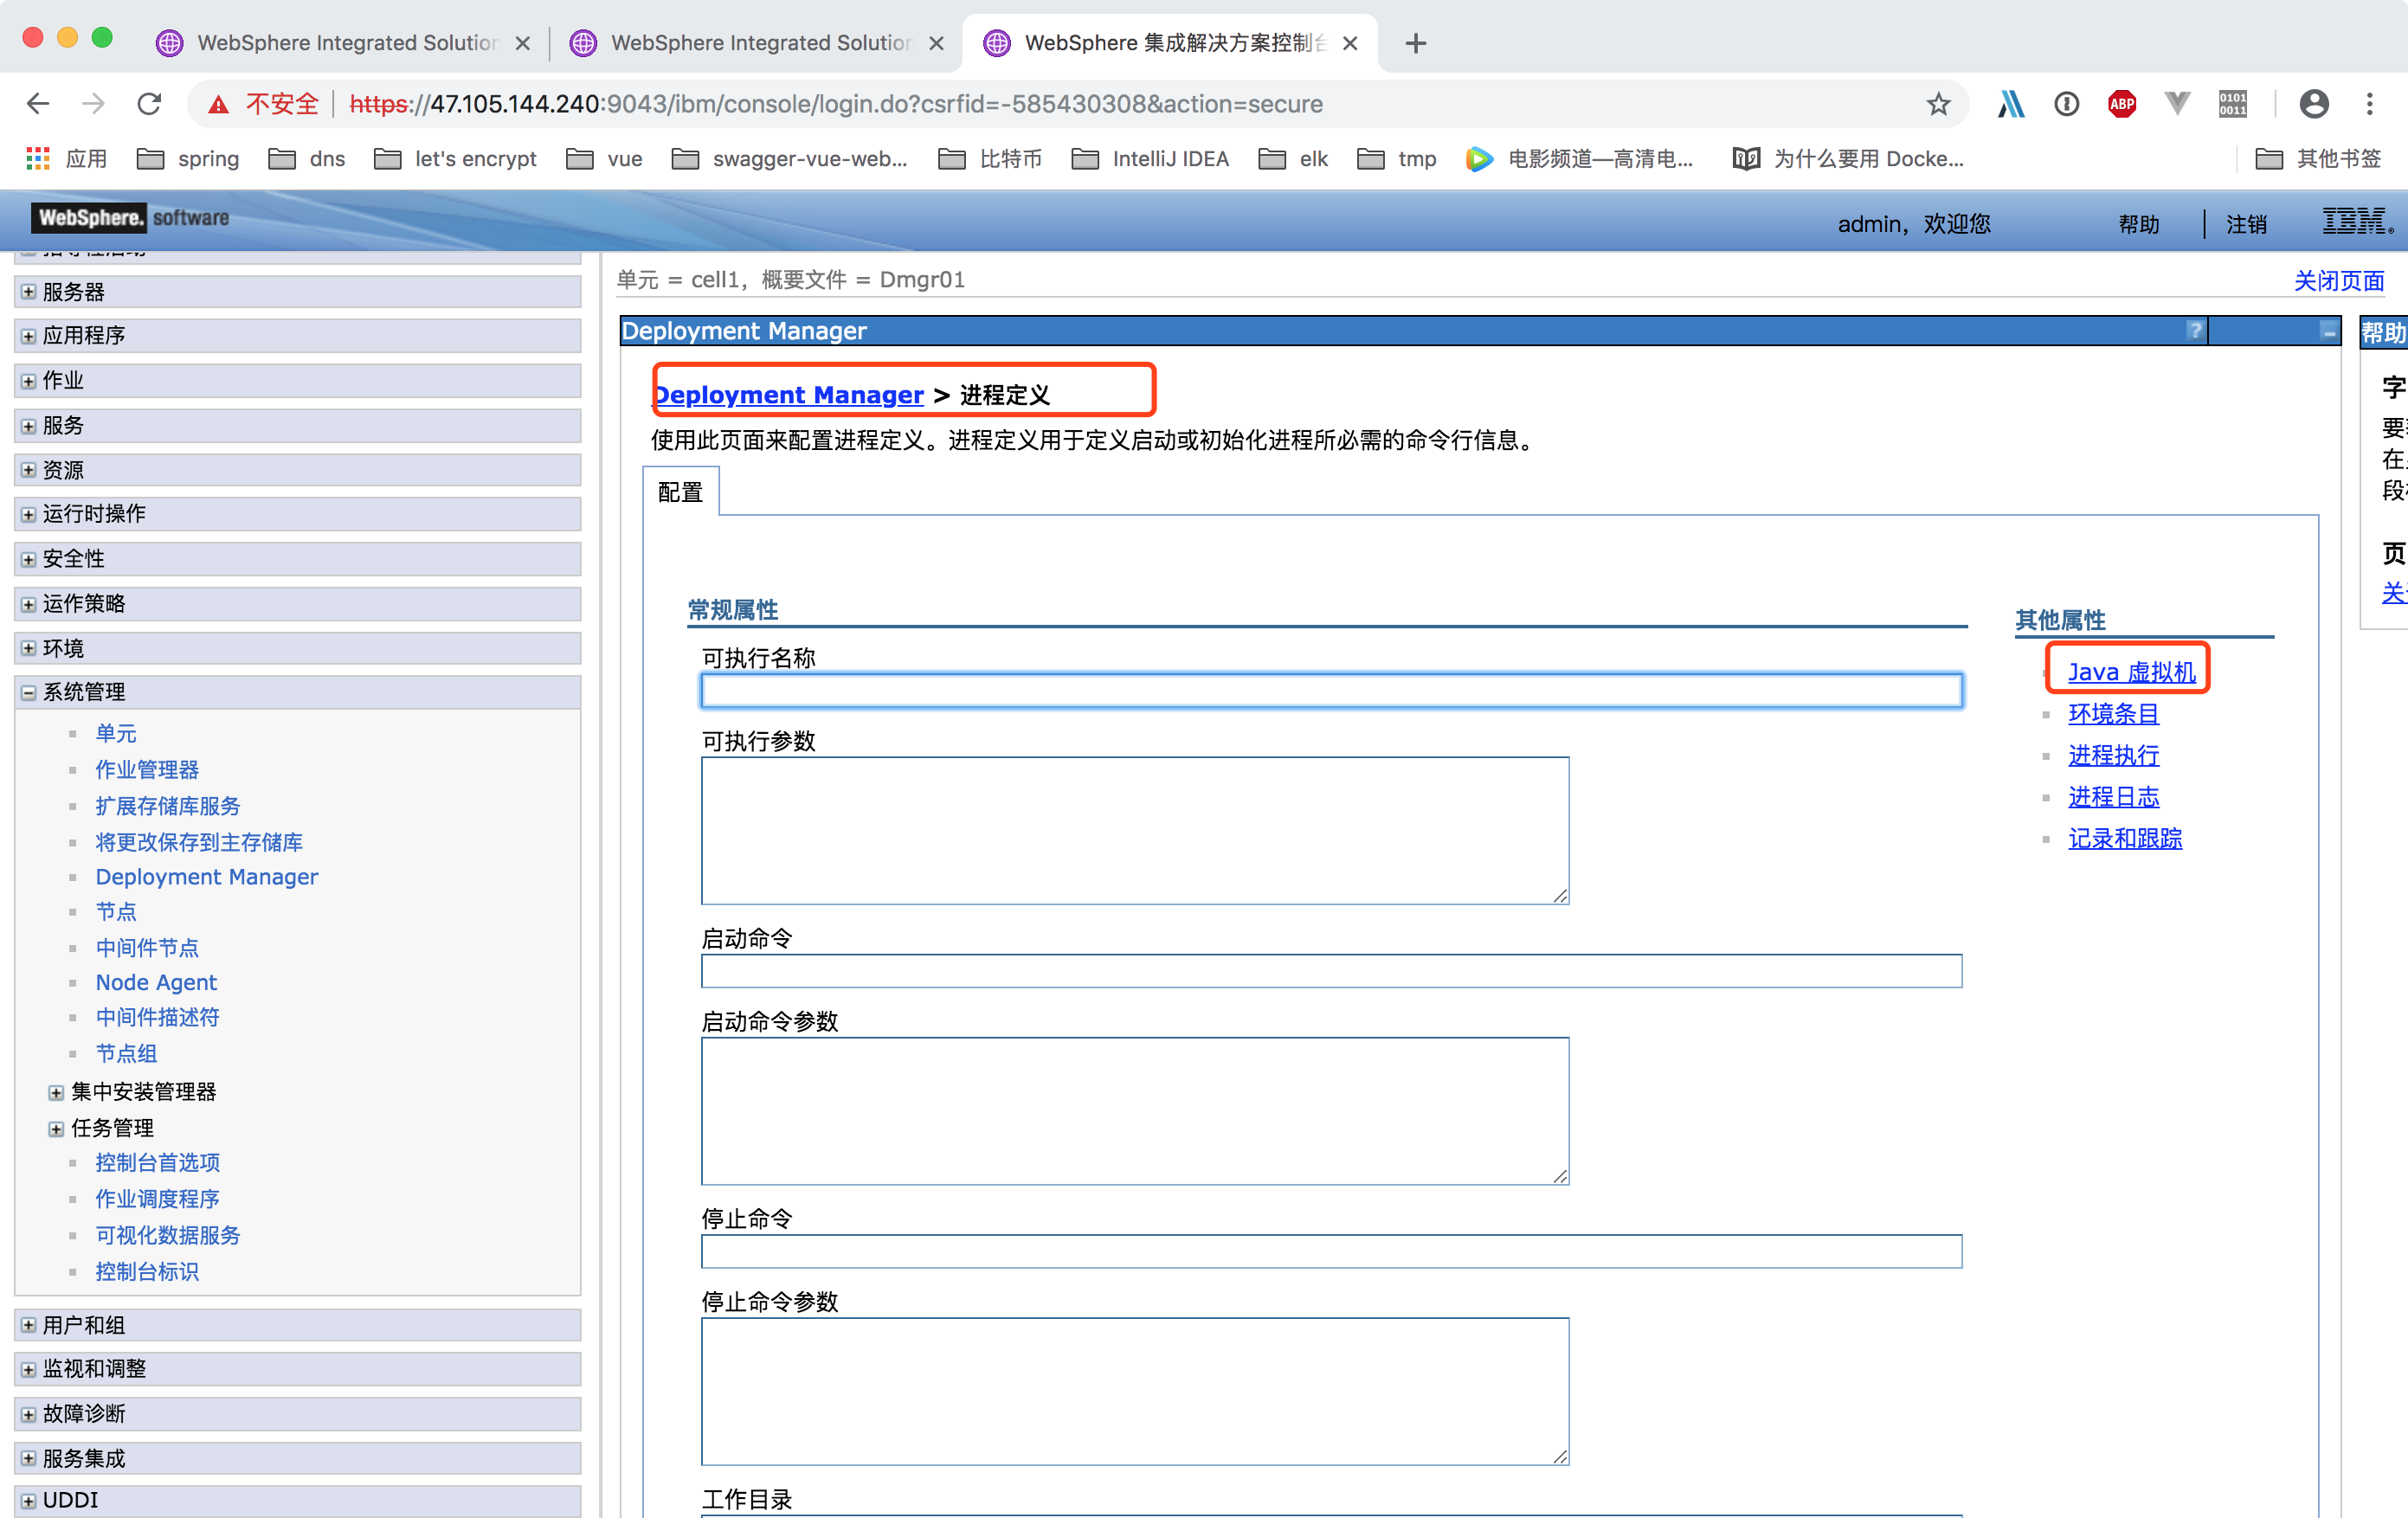 WebSphere Integrated Solution
WebSphere Integrated Solution
WebSphere 集成解决方案控制台
不安全 https://47.105.144.240:9043/ibm/console/login.do?csrfid=-585430308&action=secure
ABP
0101
0011
应用 spring dns let's encrypt vue swagger-vue-web... 比特币 IntelliJ IDEA elk tmp 电影频道—高清电... 为什么要用 Docke... 其他书签
WebSphere. software
admin，欢迎您 帮助 注销 IBM
服务器
应用程序
作业
服务
资源
运行时操作
安全性
运作策略
环境
系统管理
单元
作业管理器
扩展存储库服务
将更改保存到主存储库
Deployment Manager
节点
中间件节点
Node Agent
中间件描述符
节点组
集中安装管理器
任务管理
控制台首选项
作业调度程序
可视化数据服务
控制台标识
用户和组
监视和调整
故障诊断
服务集成
UDDI
单元 = cell1，概要文件 = Dmgr01
关闭页面
Deployment Manager
?
Deployment Manager > 进程定义
使用此页面来配置进程定义。进程定义用于定义启动或初始化进程所必需的命令行信息。
配置
常规属性
可执行名称
可执行参数
启动命令
启动命令参数
停止命令
停止命令参数
工作目录
其他属性
Java 虚拟机
环境条目
进程执行
进程日志
记录和跟踪
帮助
字
要
在
段
页
关